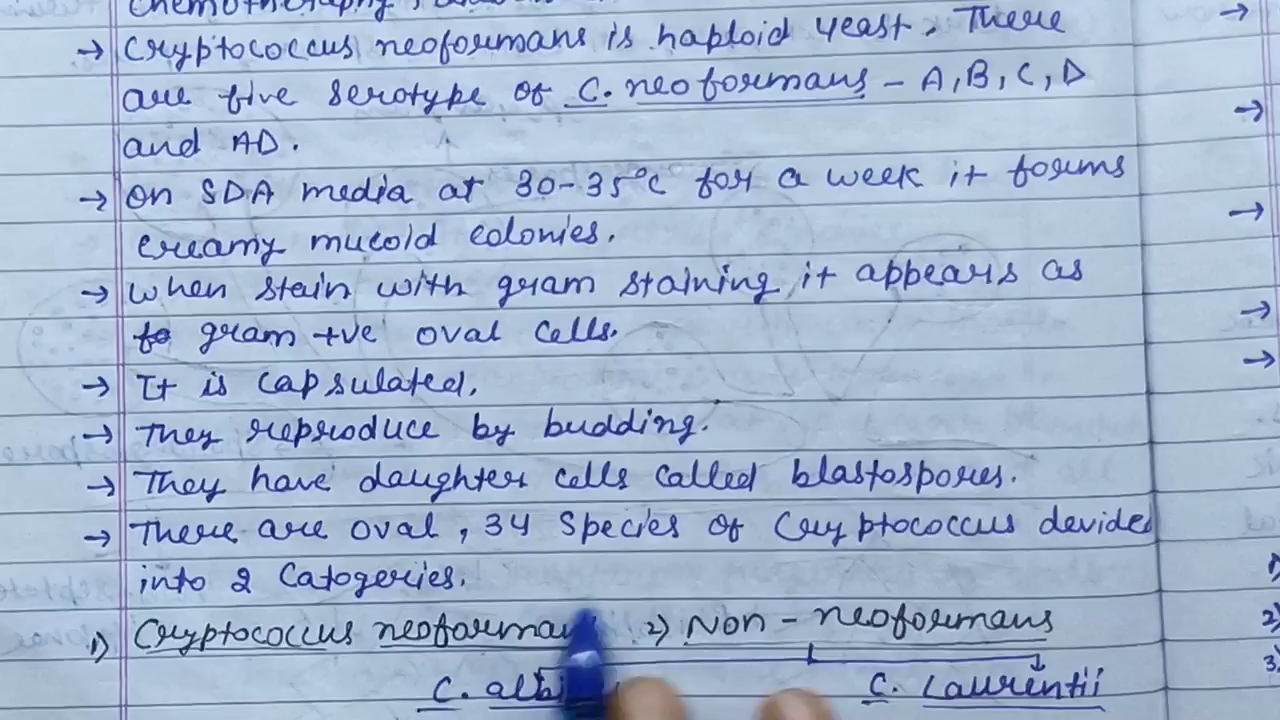 Chemotherapy
→ Cryptococcus neoformans is haploid yeast. There
are five serotype of C. neoformans - A, B, C, D
and AD.
→ On SDA media at 30-35°C for a week it forms
creamy mucoid colonies.
→ When stain with gram staining, it appears as
gram +ve oval cells.
→ It is capsulated.
→ They reproduce by budding.
→ They have daughter cells called blastospores.
→ There are oval, 34 Species of Cryptococcus devided
into 2 Catogeries.
1) Cryptococcus neoformans 2) Non - neoformans
C. C. Laurentii